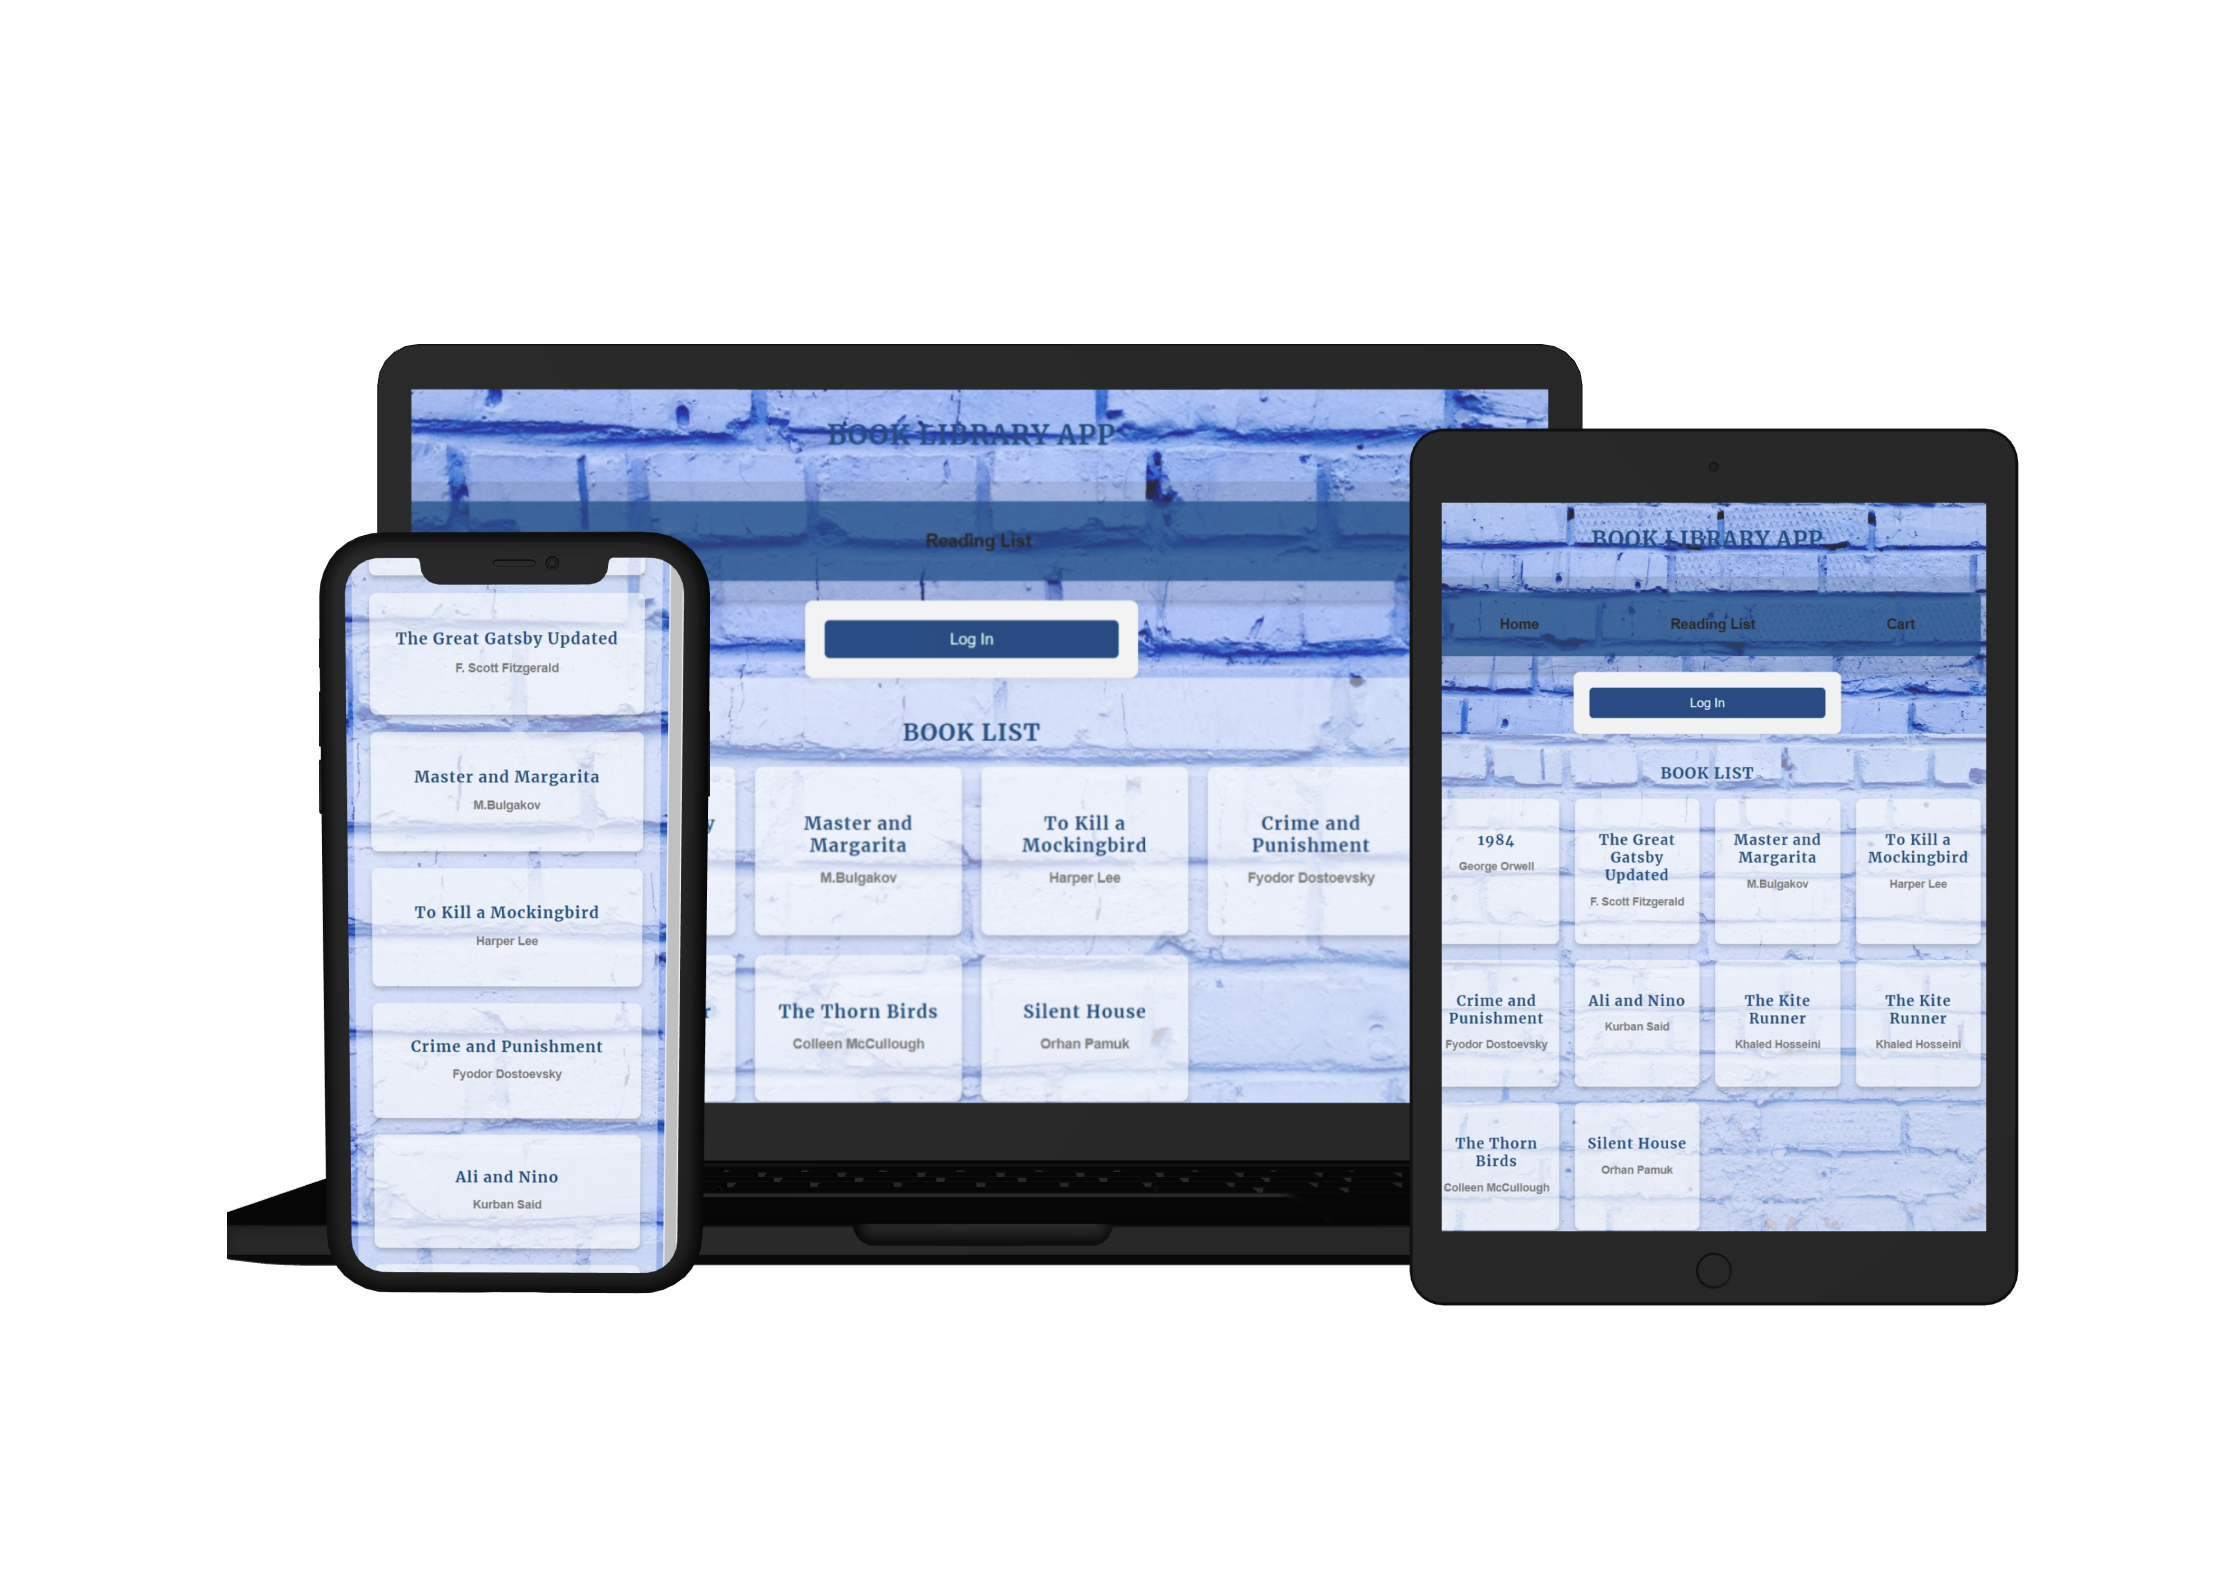 BOOK LIBRARY APP
Reading List
Log In
BOOK LIST
y
Master and
Margarita
M.Bulgakov
To Kill a
Mockingbird
Harper Lee
Crime and
Punishment
Fyodor Dostoevsky
r
The Thorn Birds
Colleen McCullough
Silent House
Orhan Pamuk
The Great Gatsby Updated
F. Scott Fitzgerald
Master and Margarita
M.Bulgakov
To Kill a Mockingbird
Harper Lee
Crime and Punishment
Fyodor Dostoevsky
Ali and Nino
Kurban Said
BOOK LIBRARY APP
Home Reading List Cart
Log In
BOOK LIST
1984
George Orwell
The Great
Gatsby
Updated
F. Scott Fitzgerald
Master and
Margarita
M.Bulgakov
To Kill a
Mockingbird
Harper Lee
Crime and
Punishment
Fyodor Dostoevsky
Ali and Nino
Kurban Said
The Kite
Runner
Khaled Hosseini
The Kite
Runner
Khaled Hosseini
The Thorn
Birds
Colleen McCullough
Silent House
Orhan Pamuk